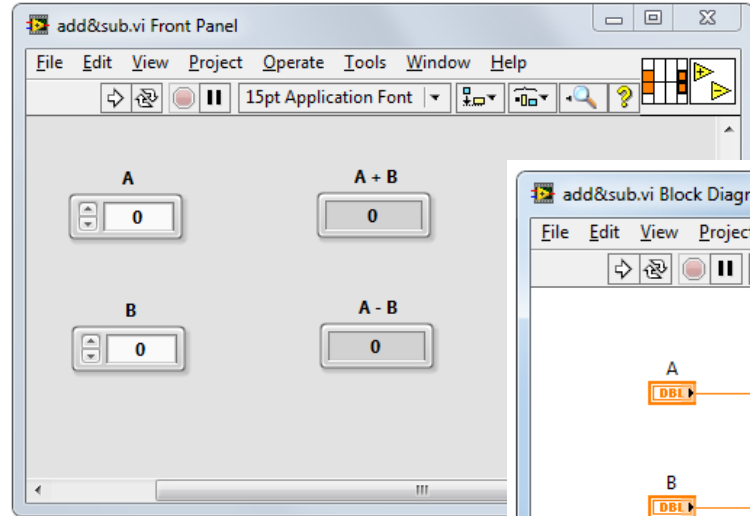 add&sub.vi Front Panel
File Edit View Project Operate Tools Window Help
15pt Application Font
A
0
A + B
0
B
0
A - B
0
add&sub.vi Block Diagr
File Edit View Project
A
DBL
B
DBL